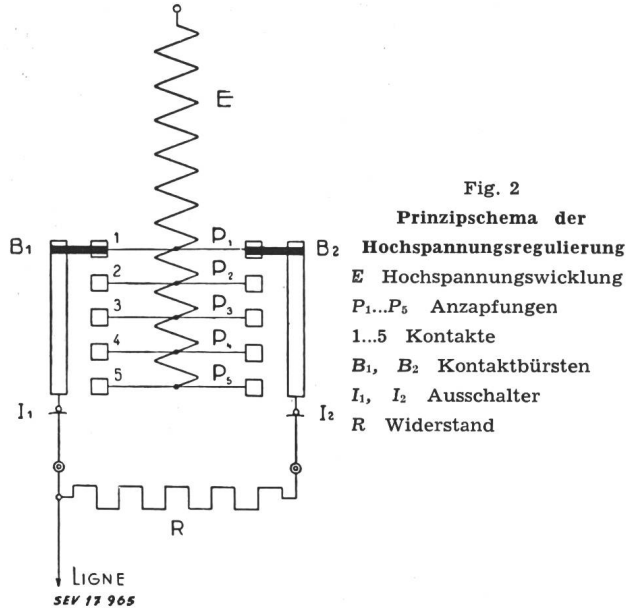 E
B₁ 1 P₁ B₂
2 P₂
3 P₃
4 P₄
5 P₅
I₁ I₂
R
LIGNE
SEV 17 965
Fig. 2
Prinzipschema der
Hochspannungsregulierung
E Hochspannungswicklung
P₁...P₅ Anzapfungen
1...5 Kontakte
B₁, B₂ Kontaktbürsten
I₁, I₂ Ausschalter
R Widerstand